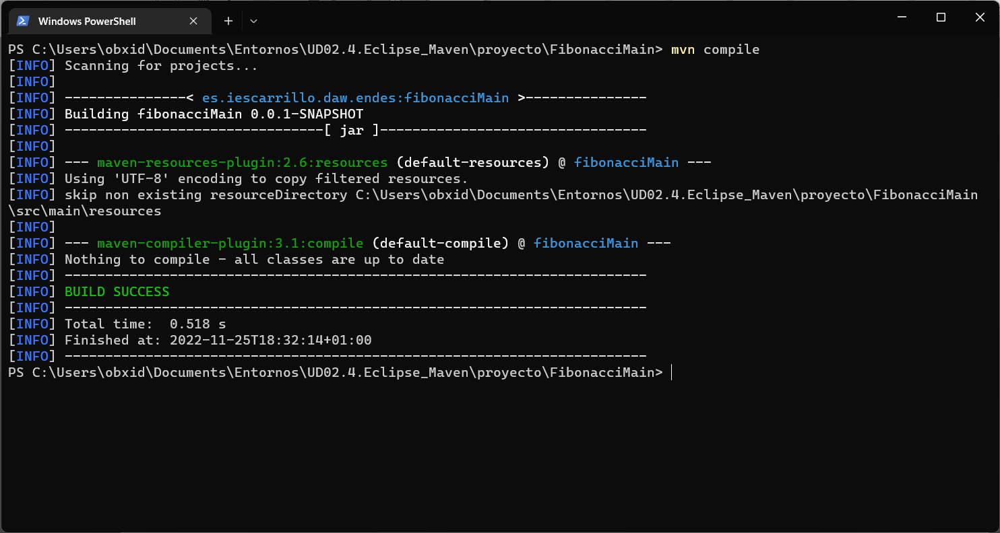 Windows PowerShell
PS C:\Users\obxid\Documents\Entornos\UD02.4.Eclipse_Maven\proyecto\FibonacciMain> mvn compile
[INFO] Scanning for projects...
[INFO]
[INFO] ---------------< es.iescarrillo.daw.endes:fibonacciMain >---------------
[INFO] Building fibonacciMain 0.0.1-SNAPSHOT
[INFO] --------------------------------[ jar ]---------------------------------
[INFO]
[INFO] --- maven-resources-plugin:2.6:resources (default-resources) @ fibonacciMain ---
[INFO] Using 'UTF-8' encoding to copy filtered resources.
[INFO] skip non existing resourceDirectory C:\Users\obxid\Documents\Entornos\UD02.4.Eclipse_Maven\proyecto\FibonacciMain
\src\main\resources
[INFO]
[INFO] --- maven-compiler-plugin:3.1:compile (default-compile) @ fibonacciMain ---
[INFO] Nothing to compile - all classes are up to date
[INFO] ------------------------------------------------------------------------
[INFO] BUILD SUCCESS
[INFO] ------------------------------------------------------------------------
[INFO] Total time:  0.518 s
[INFO] Finished at: 2022-11-25T18:32:14+01:00
[INFO] ------------------------------------------------------------------------
PS C:\Users\obxid\Documents\Entornos\UD02.4.Eclipse_Maven\proyecto\FibonacciMain>